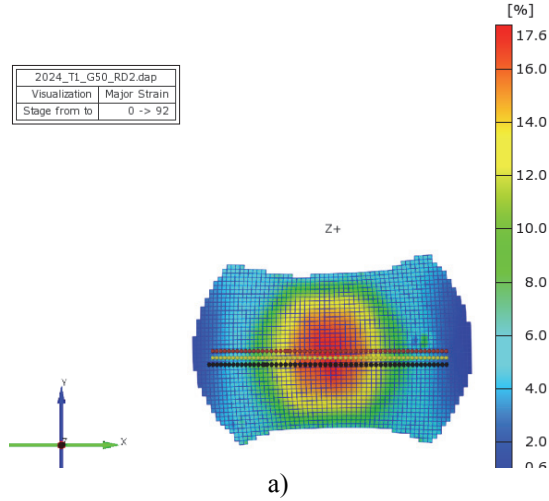 [%]
17.6
16.0
14.0
12.0
10.0
8.0
6.0
4.0
2.0
0.6
2024_T1_G50_RD2.dap
Visualization Major Strain
Stage from to 0 -> 92
Z+
Y
Z X
a)